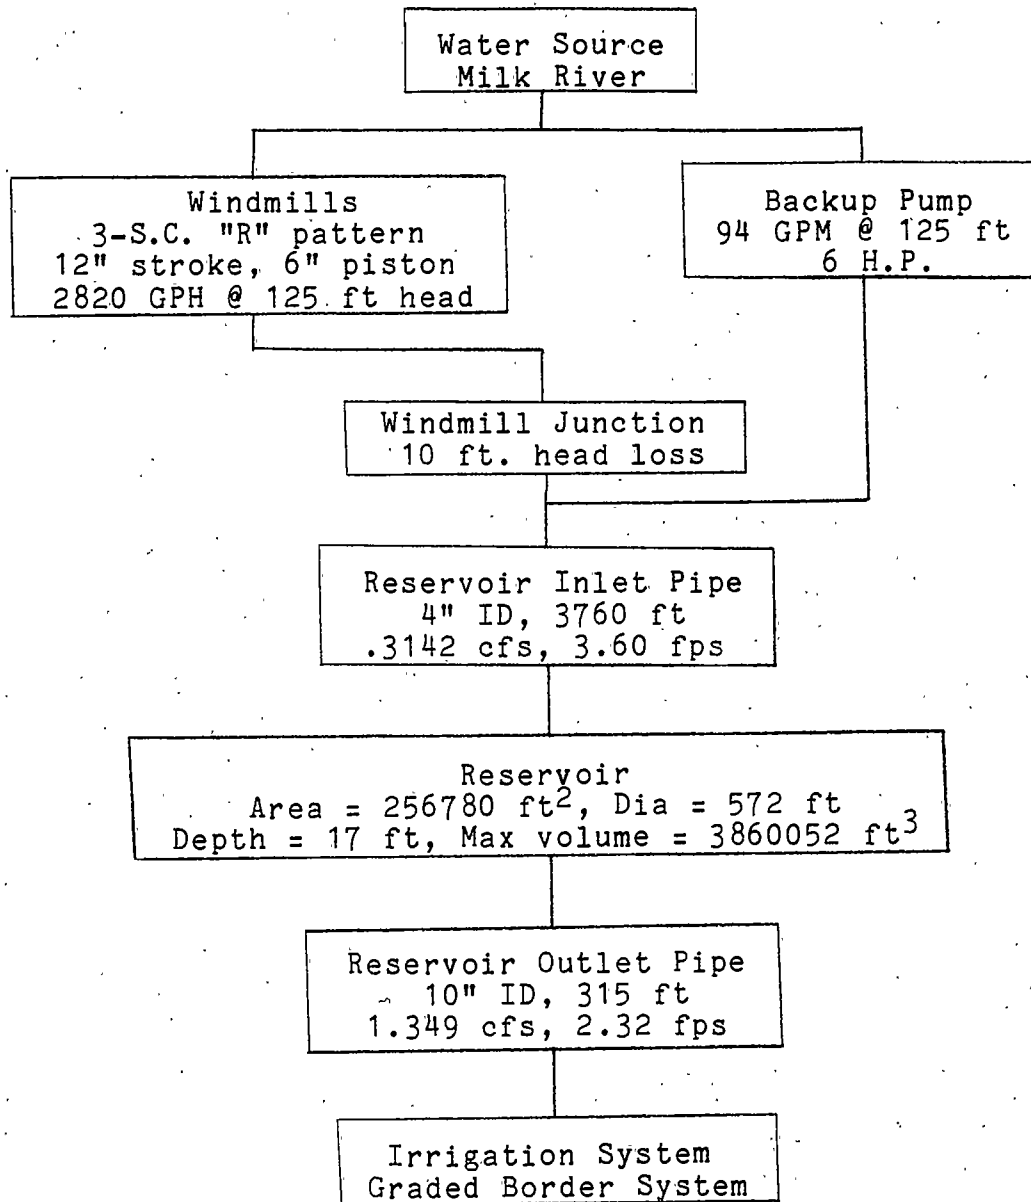 Water Source
Milk River
Windmills
3-S.C. "R" pattern
12" stroke, 6" piston
2820 GPH @ 125 ft head
Backup Pump
94 GPM @ 125 ft
6 H.P.
Windmill Junction
10 ft. head loss
Reservoir Inlet Pipe
4" ID, 3760 ft
.3142 cfs, 3.60 fps
Reservoir
Area = 256780 ft², Dia = 572 ft
Depth = 17 ft, Max volume = 3860052 ft³
Reservoir Outlet Pipe
10" ID, 315 ft
1.349 cfs, 2.32 fps
Irrigation System
Graded Border System